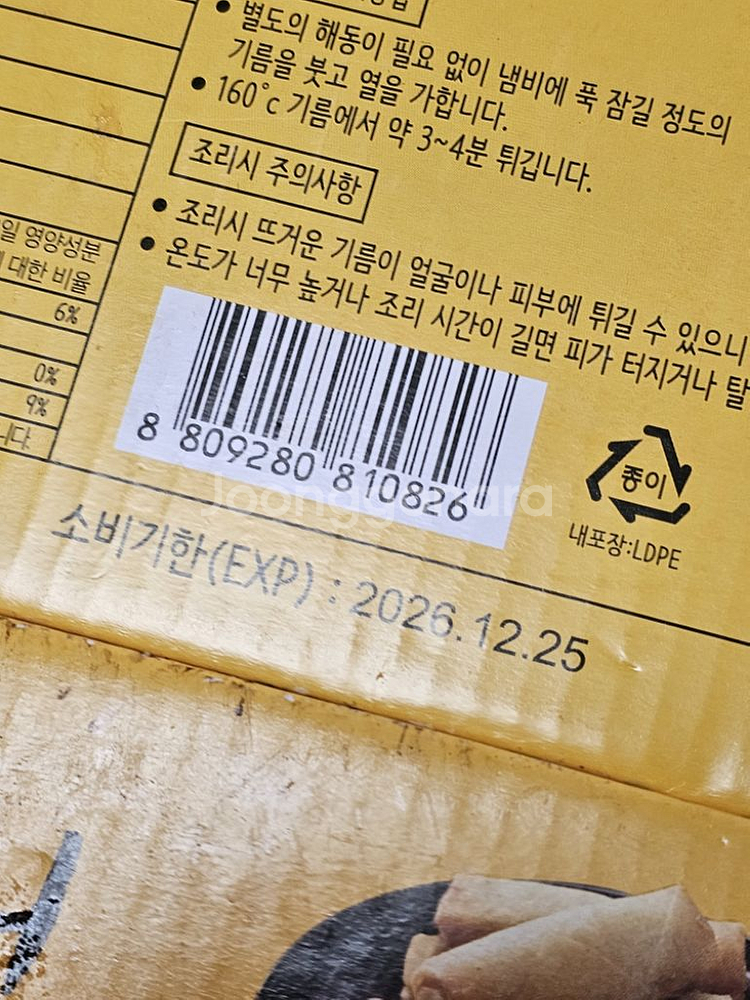 별도의 해동이 필요 없이 냄비에 푹 잠길 정도의
기름을 붓고 열을 가합니다.
160°c 기름에서 약 3~4분 튀깁니다.
조리시 주의사항
조리시 뜨거운 기름이 얼굴이나 피부에 튀길 수 있으니
온도가 너무 높거나 조리 시간이 길면 피가 터지거나 탈
영양성분
대한 비율
6%
0%
9%
8 809280 810826
종이
내포장:LDPE
Joonggonara
소비기한(EXP) : 2026.12.25